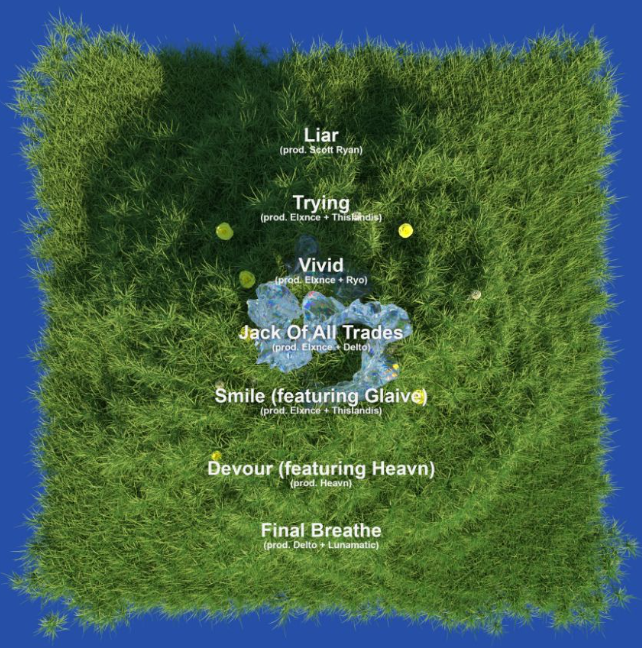 Liar
(prod. Scott Ryan)
Trying
(prod. Elxnce + Thislandis)
Vivid
(prod. Elxnce + Ryo)
Jack Of All Trades
(prod. Elxnce + Delto)
Smile (featuring Glaive)
(prod. Elxnce + Thislandis)
Devour (featuring Heavn)
(prod. Heavn)
Final Breathe
(prod. Delto + Lunamatic)